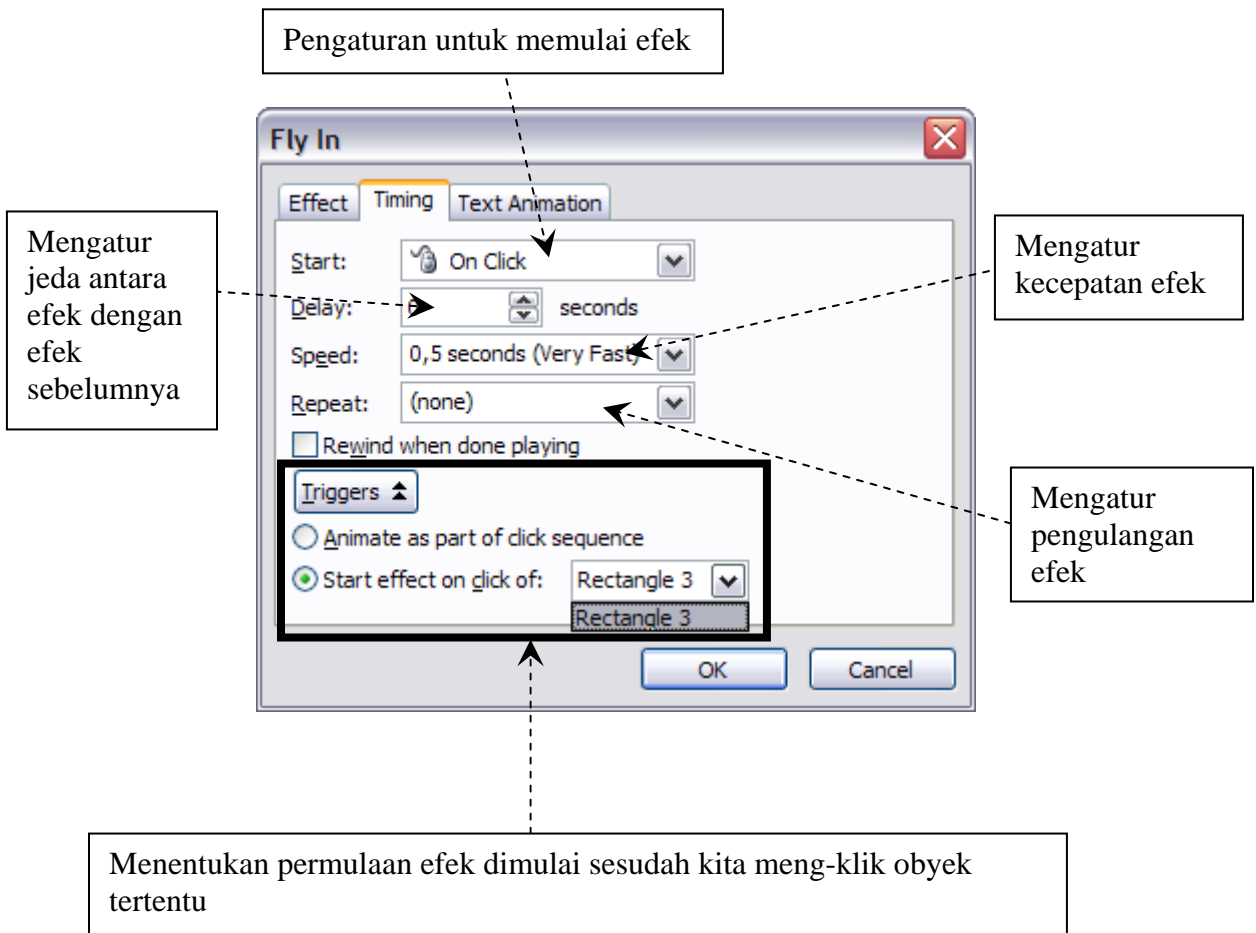 Pengaturan untuk memulai efek
Fly In
Effect Timing Text Animation
Mengatur
jeda antara
efek dengan
efek
sebelumnya
Start: On Click
Delay: seconds
Speed: 0,5 seconds (Very Fast)
Repeat: (none)
Rewind when done playing
Mengatur
kecepatan efek
Triggers
Animate as part of click sequence
Start effect on click of: Rectangle 3
Rectangle 3
Mengatur
pengulangan
efek
OK Cancel
Menentukan permulaan efek dimulai sesudah kita meng-klik obyek
tertentu